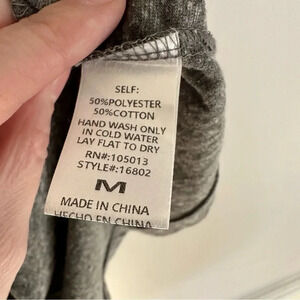 SELF:
50%POLYESTER
50%COTTON
HAND WASH ONLY
IN COLD WATER
LAY FLAT TO DRY
RN#:105013
STYLE#:16802
M
MADE IN CHINA
HECHO EN CHINA